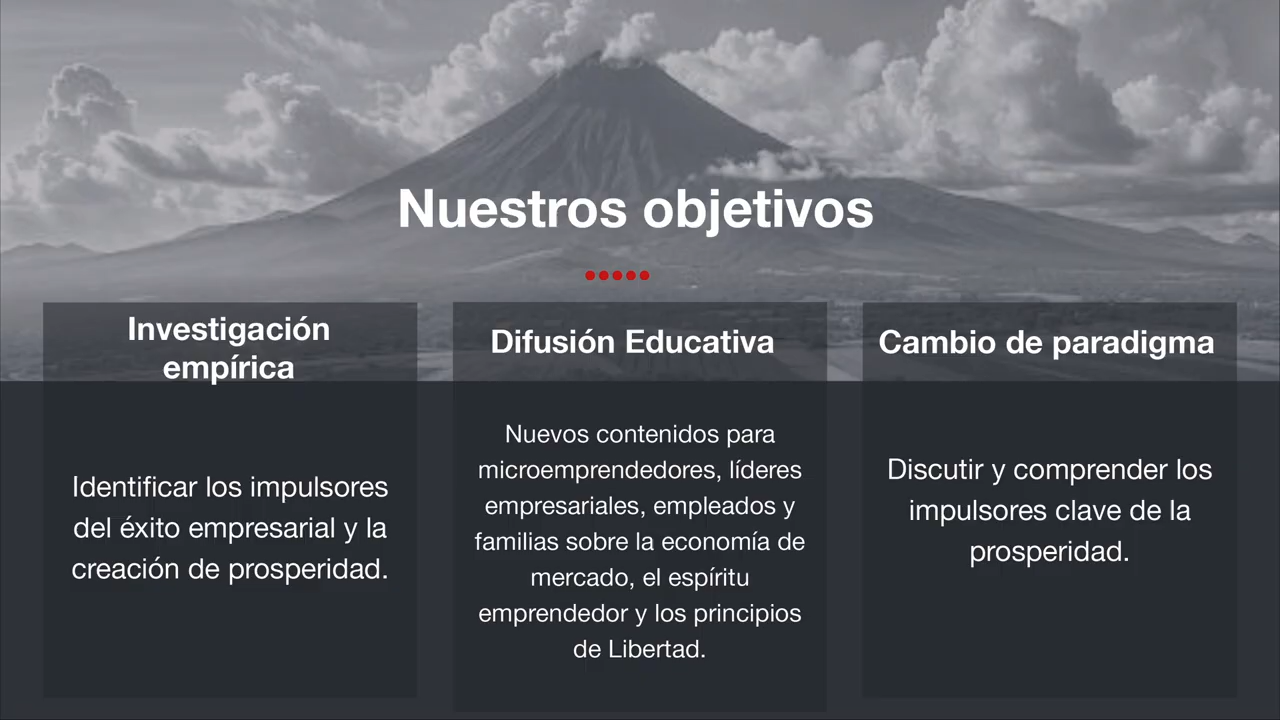 Nuestros objetivos
Investigación
empírica
Identificar los impulsores
del éxito empresarial y la
creación de prosperidad.
Difusión Educativa
Nuevos contenidos para
microemprendedores, líderes
empresariales, empleados y
familias sobre la economía de
mercado, el espíritu
emprendedor y los principios
de Libertad.
Cambio de paradigma
Discutir y comprender los
impulsores clave de la
prosperidad.